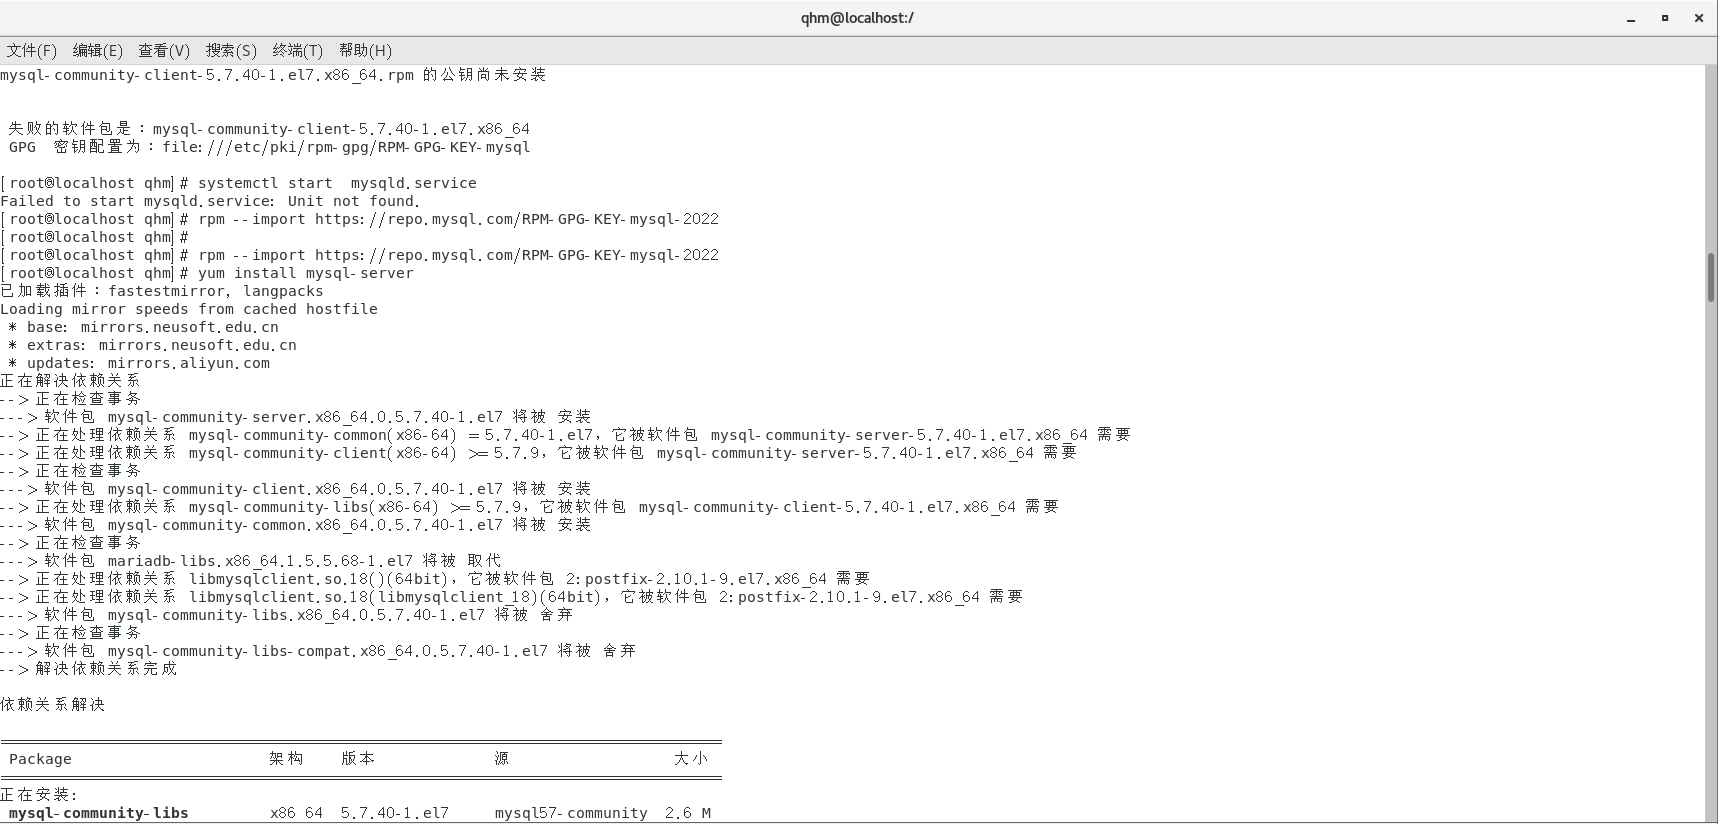 qhm@localhost:/
文件(F) 编辑(E) 查看(V) 搜索(S) 终端(T) 帮助(H)
mysql-community-client-5.7.40-1.el7.x86_64.rpm 的公钥尚未安装
失败的软件包是：mysql-community-client-5.7.40-1.el7.x86_64
GPG  密钥配置为：file:///etc/pki/rpm-gpg/RPM-GPG-KEY-mysql
[root@localhost qhm]# systemctl start  mysqld.service
Failed to start mysqld.service: Unit not found.
[root@localhost qhm]# rpm --import https://repo.mysql.com/RPM-GPG-KEY-mysql-2022
[root@localhost qhm]#
[root@localhost qhm]# rpm --import https://repo.mysql.com/RPM-GPG-KEY-mysql-2022
[root@localhost qhm]# yum install mysql-server
已加载插件：fastestmirror, langpacks
Loading mirror speeds from cached hostfile
* base: mirrors.neusoft.edu.cn
* extras: mirrors.neusoft.edu.cn
* updates: mirrors.aliyun.com
正在解决依赖关系
--> 正在检查事务
---> 软件包 mysql-community-server.x86_64.0.5.7.40-1.el7 将被 安装
--> 正在处理依赖关系 mysql-community-common(x86-64) = 5.7.40-1.el7，它被软件包 mysql-community-server-5.7.40-1.el7.x86_64 需要
--> 正在处理依赖关系 mysql-community-client(x86-64) >= 5.7.9，它被软件包 mysql-community-server-5.7.40-1.el7.x86_64 需要
--> 正在检查事务
---> 软件包 mysql-community-client.x86_64.0.5.7.40-1.el7 将被 安装
--> 正在处理依赖关系 mysql-community-libs(x86-64) >= 5.7.9，它被软件包 mysql-community-client-5.7.40-1.el7.x86_64 需要
---> 软件包 mysql-community-common.x86_64.0.5.7.40-1.el7 将被 安装
--> 正在检查事务
---> 软件包 mariadb-libs.x86_64.1.5.5.68-1.el7 将被 取代
--> 正在处理依赖关系 libmysqlclient.so.18()(64bit)，它被软件包 2:postfix-2.10.1-9.el7.x86_64 需要
--> 正在处理依赖关系 libmysqlclient.so.18(libmysqlclient_18)(64bit)，它被软件包 2:postfix-2.10.1-9.el7.x86_64 需要
---> 软件包 mysql-community-libs.x86_64.0.5.7.40-1.el7 将被 舍弃
--> 正在检查事务
---> 软件包 mysql-community-libs-compat.x86_64.0.5.7.40-1.el7 将被 舍弃
--> 解决依赖关系完成
依赖关系解决
Package 架构 版本 源 大小
正在安装:
mysql-community-libs x86_64 5.7.40-1.el7 mysql57-community 2.6 M